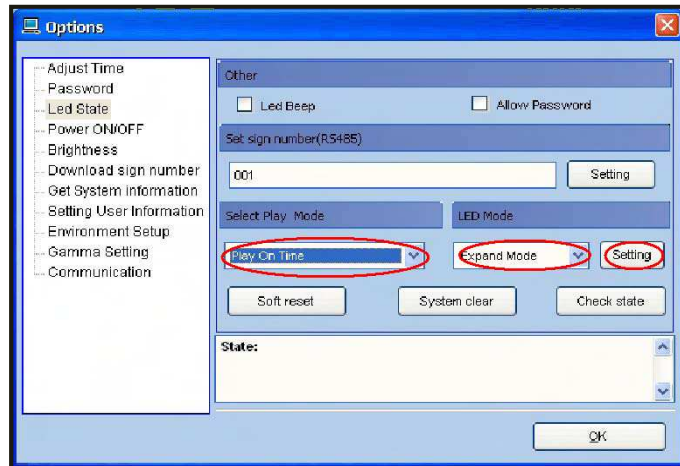 Options
Adjust Time
Password
Led State
Power ON/OFF
Brightness
Download sign number
Get System information
Setting User Information
Environment Setup
Gamma Setting
Communication
Other
Led Beep
Allow Password
Set sign number(RS485)
001
Setting
Select Play Mode
LED Mode
Play On Time
Expand Mode
Setting
Soft reset
System clear
Check state
State:
OK